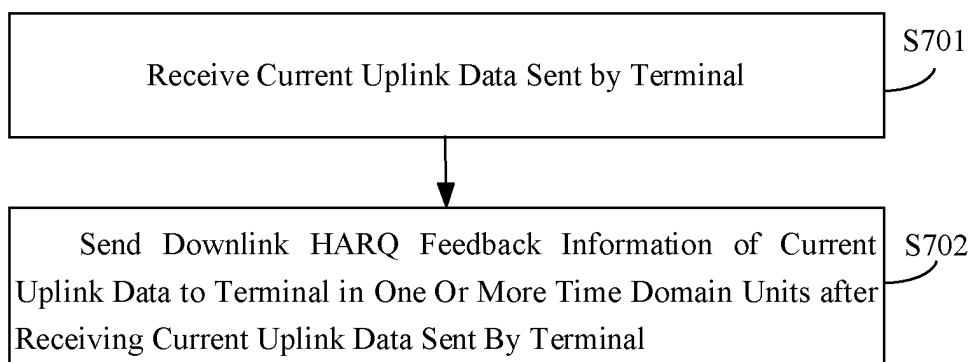 S701
Receive Current Uplink Data Sent by Terminal
S702
Send Downlink HARQ Feedback Information of Current
Uplink Data to Terminal in One Or More Time Domain Units after
Receiving Current Uplink Data Sent By Terminal